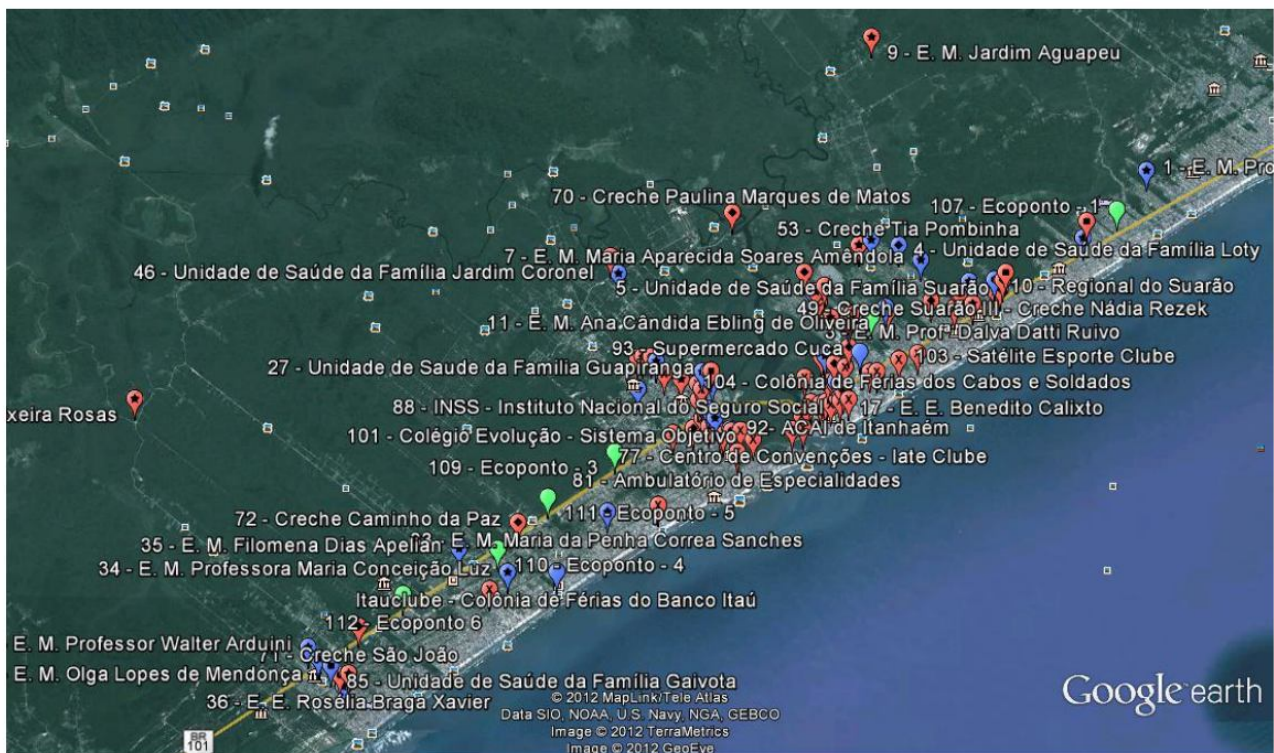 9 - E. M. Jardim Aguapeu
1 - E. M. Pro
70 - Creche Paulina Marques de Matos
107 - Ecoponto - 1
53 - Creche Tia Pombinha
7 - E. M. Maria Aparecida Soares Amêndola
4 - Unidade de Saúde da Família Loty
46 - Unidade de Saúde da Família Jardim Coronel
5 - Unidade de Saúde da Família Suarão
10 - Regional do Suarão
49 - Creche Suarão III
- Creche Nádia Rezek
11 - E. M. Ana Cândida Ebling de Oliveira
E. M. Profª Dalva Datti Ruivo
93 - Supermercado Cuca
103 - Satélite Esporte Clube
27 - Unidade de Saude da Família Guapiranga
104 - Colônia de Férias dos Cabos e Soldados
xeira Rosas
88 - INSS - Instituto Nacional do Seguro Social
17 - E. E. Benedito Calixto
92- ACAI de Itanhaém
101 - Colégio Evolução - Sistema Objetivo
77 - Centro de Convenções - Iate Clube
109 - Ecoponto - 3
81 - Ambulatório de Especialidades
72 - Creche Caminho da Paz
111 - Ecoponto - 5
E. M. Maria da Penha Correa Sanches
35 - E. M. Filomena Dias Apelian
34 - E. M. Professora Maria Conceição Luz
110 - Ecoponto - 4
Itaúclube - Colônia de Férias do Banco Itaú
112 - Ecoponto 6
E. M. Professor Walter Arduini
71 - Creche São João
E. M. Olga Lopes de Mendonça
85 - Unidade de Saúde da Família Gaivota
36 - E. E. Rosélia Braga Xavier
BR
101
© 2012 MapLink/Tele Atlas
Data SIO, NOAA, U.S. Navy, NGA, GEBCO
Image © 2012 TerraMetrics
Image © 2012 GeoEye
Google earth